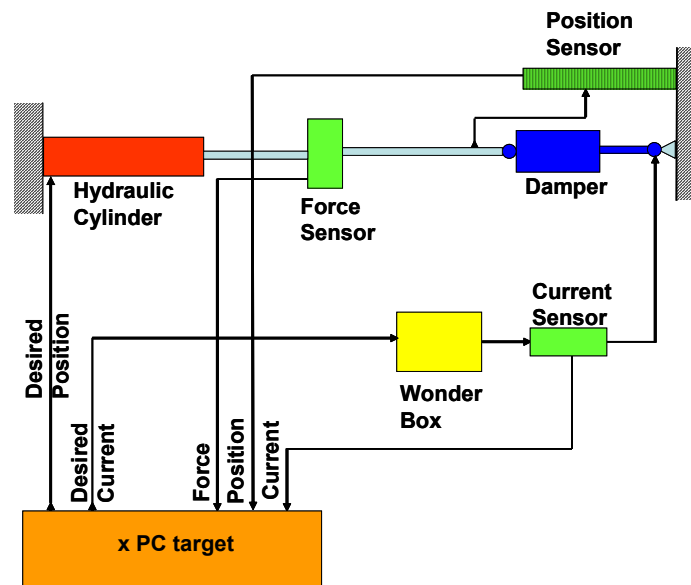 Position
Sensor
Hydraulic
Cylinder
Force
Sensor
Damper
Current
Sensor
Wonder
Box
Desired
Position
Desired
Current
Force
Position
Current
x PC target